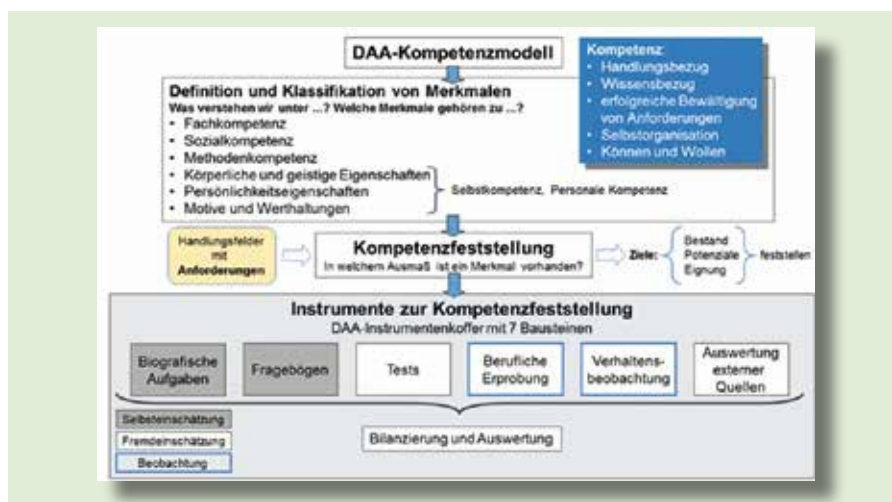 DAA-Kompetenzmodell
Kompetenz:
• Handlungsbezug
• Wissensbezug
• erfolgreiche Bewältigung
von Anforderungen
• Selbstorganisation
• Können und Wollen
Definition und Klassifikation von Merkmalen
Was verstehen wir unter ...? Welche Merkmale gehören zu ...?
• Fachkompetenz
• Sozialkompetenz
• Methodenkompetenz
• Körperliche und geistige Eigenschaften
• Persönlichkeitseigenschaften
• Motive und Werthaltungen
Selbstkompetenz, Personale Kompetenz
Handlungsfelder
mit
Anforderungen
Kompetenzfeststellung
In welchem Ausmaß ist ein Merkmal vorhanden?
Ziele:
Bestand
Potenziale
Eignung
feststellen
Instrumente zur Kompetenzfeststellung
DAA-Instrumentenkoffer mit 7 Bausteinen
Biografische
Aufgaben
Fragebögen
Tests
Berufliche
Erprobung
Verhaltens-
beobachtung
Auswertung
externer
Quellen
Selbsteinschätzung
Fremdeinschätzung
Beobachtung
Bilanzierung und Auswertung